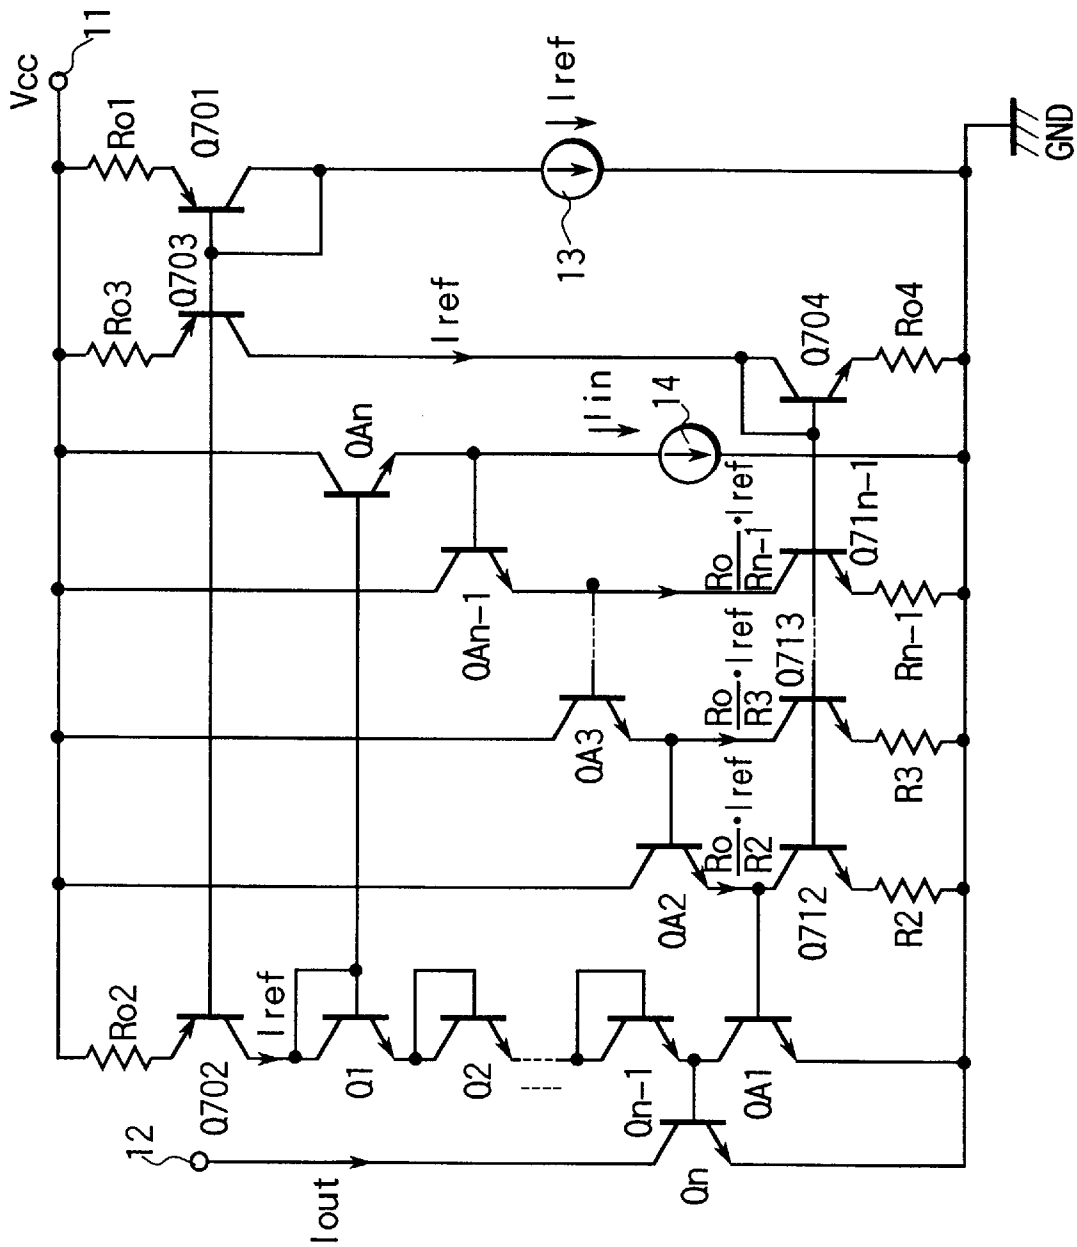 Vcc
11
Ro1
Q701
Iref
13
GND
Ro3
Q703
Iref
Q704
Ro4
QAn
Iin
14
QAn-1
Ro/Rn-1・Iref
Q71n-1
Rn-1
QA3
Ro/R3・Iref
Q713
R3
QA2
Ro/R2・Iref
Q712
R2
Ro2
Q702
Iref
Q1
Q2
Qn-1
QA1
12
Iout
Qn